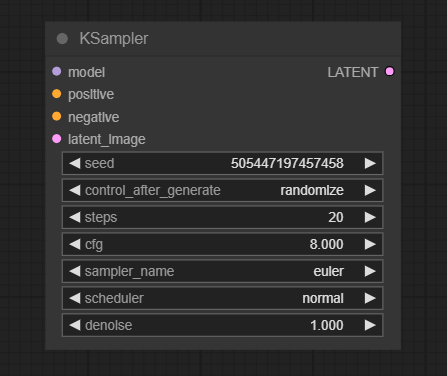 KSampler
model LATENT
positive
negative
latent_image
seed 505447197457458
control_after_generate randomize
steps 20
cfg 8.000
sampler_name euler
scheduler normal
denoise 1.000